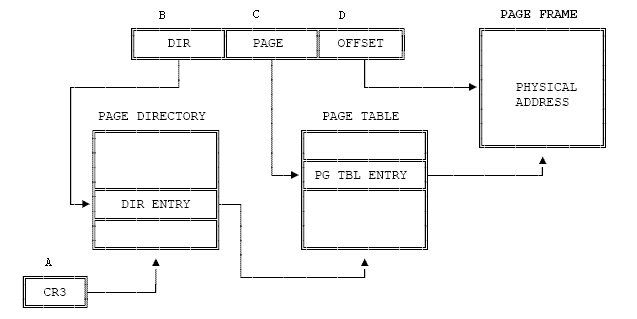 B C D PAGE FRAME
DIR PAGE OFFSET
PHYSICAL
ADDRESS
PAGE DIRECTORY PAGE TABLE
PG TBL ENTRY
DIR ENTRY
A
CR3